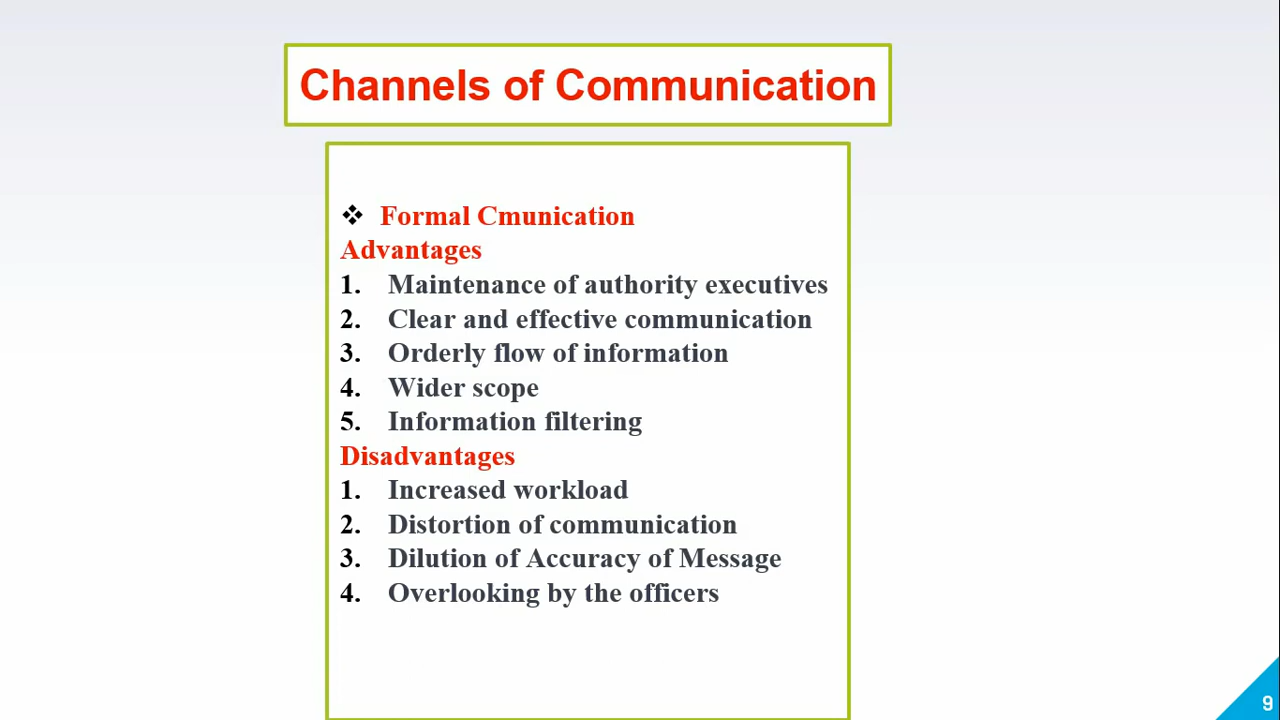 Channels of Communication
❖ Formal Cmunication
Advantages
1. Maintenance of authority executives
2. Clear and effective communication
3. Orderly flow of information
4. Wider scope
5. Information filtering
Disadvantages
1. Increased workload
2. Distortion of communication
3. Dilution of Accuracy of Message
4. Overlooking by the officers
9